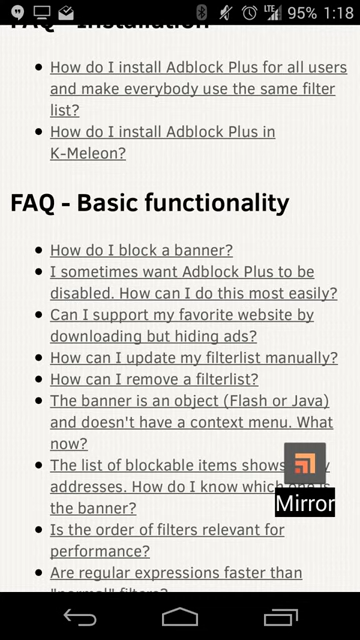 LTE 95% 1:18
FAQ - Installation
How do I install Adblock Plus for all users
and make everybody use the same filter
list?
How do I install Adblock Plus in
K-Meleon?
FAQ - Basic functionality
How do I block a banner?
I sometimes want Adblock Plus to be
disabled. How can I do this most easily?
Can I support my favorite website by
downloading but hiding ads?
How can I update my filterlist manually?
How can I remove a filterlist?
The banner is an object (Flash or Java)
and doesn't have a context menu. What
now?
The list of blockable items shows
addresses. How do I know which one is
the banner?
Mirror
Is the order of filters relevant for
performance?
Are regular expressions faster than
"normal" filters?